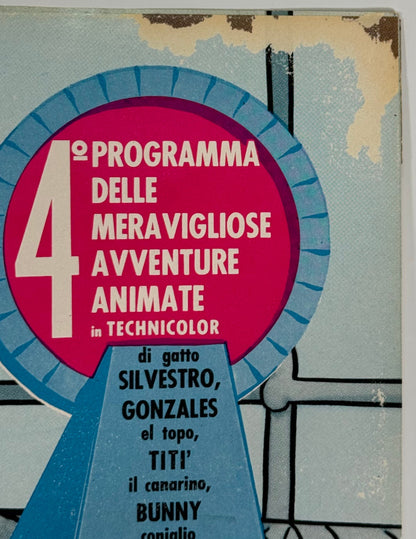 4º PROGRAMMA
DELLE
MERAVIGLIOSE
AVVENTURE
ANIMATE
in TECHNICOLOR
di gatto
SILVESTRO,
GONZALES
el topo,
TITI'
il canarino,
BUNNY
coniglio